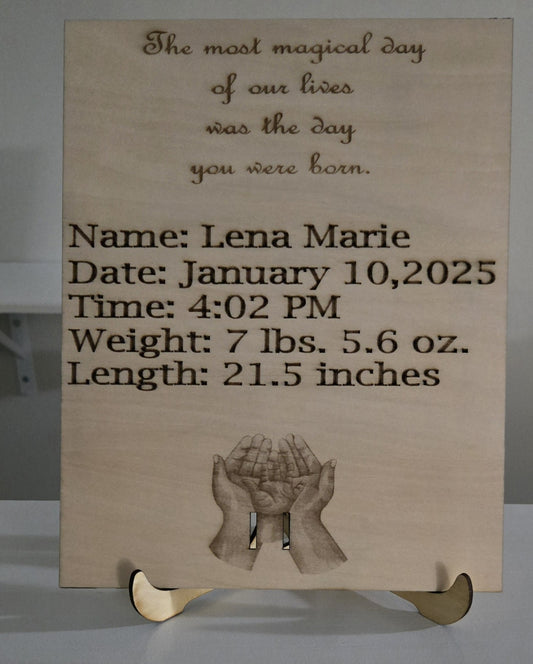 The most magical day
of our lives
was the day
you were born.
Name: Lena Marie
Date: January 10,2025
Time: 4:02 PM
Weight: 7 lbs. 5.6 oz.
Length: 21.5 inches